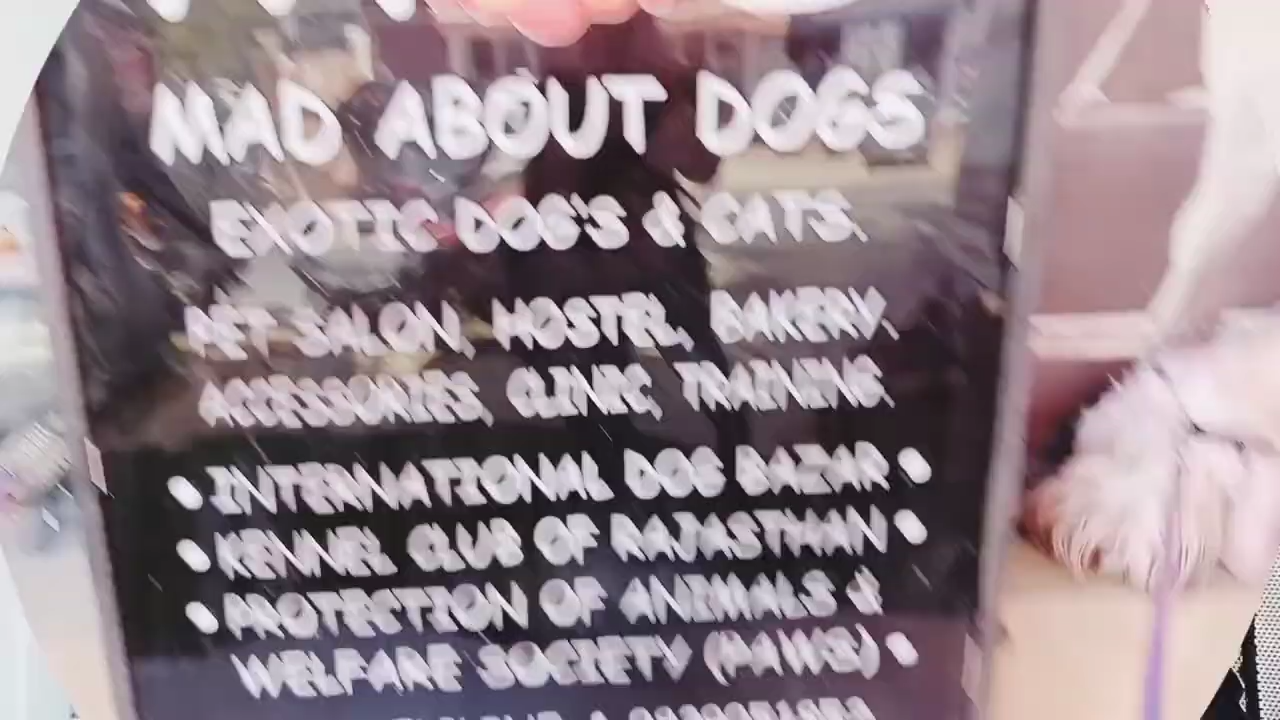 MAD ABOUT DOGS
EXOTIC DOG'S & CATS.
PET SALON, HOSTEL, BAKERY.
ACCESSORIES, CLINIC, TRAINING.
• INTERNATIONAL DOG BAZAR •
• KENNEL CLUB OF RAJASTHAN •
• PROTECTION OF ANIMALS &
WELFARE SOCIETY (PAWS) •